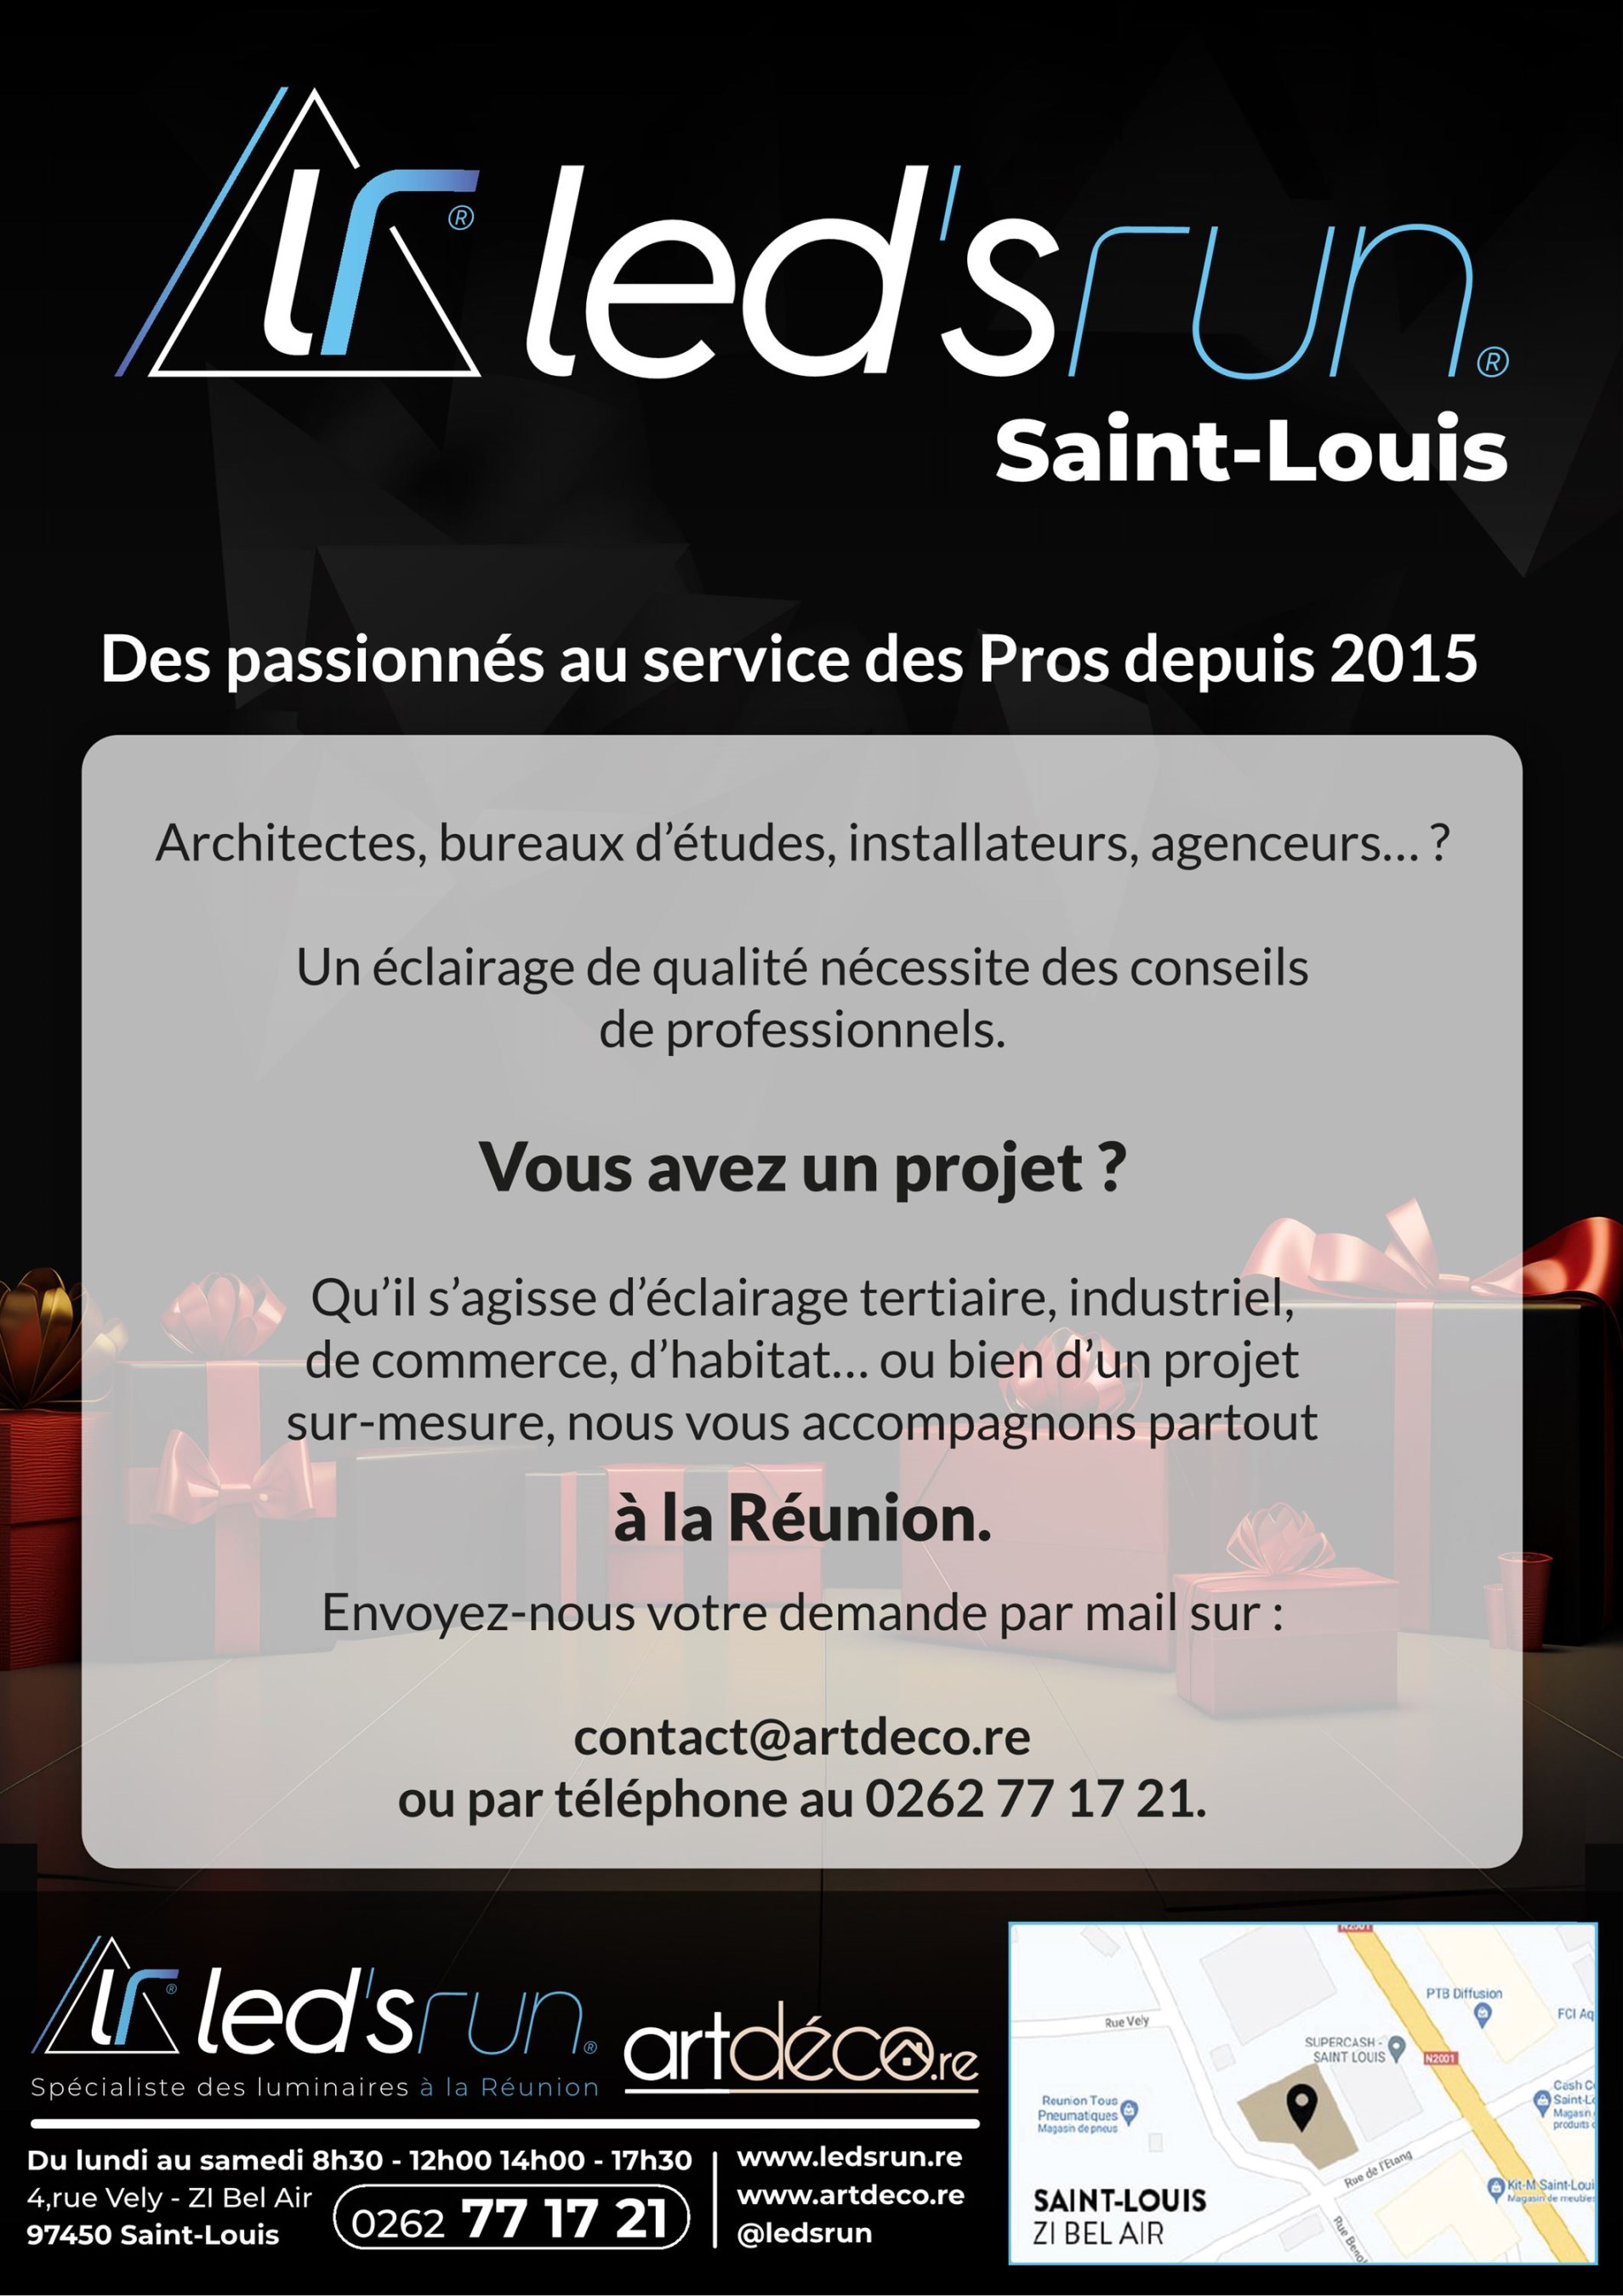 lr® led'srun®
Saint-Louis
Des passionnés au service des Pros depuis 2015
Architectes, bureaux d’études, installateurs, agenceurs... ?
Un éclairage de qualité nécessite des conseils
de professionnels.
Vous avez un projet ?
Qu’il s’agisse d’éclairage tertiaire, industriel,
de commerce, d’habitat... ou bien d’un projet
sur-mesure, nous vous accompagnons partout
à la Réunion.
Envoyez-nous votre demande par mail sur :
contact@artdeco.re
ou par téléphone au 0262 77 17 21.
lr® led'srun®
Spécialiste des luminaires à la Réunion
artdéco.re
Du lundi au samedi 8h30 - 12h00 14h00 - 17h30
4,rue Vely - ZI Bel Air
97450 Saint-Louis
0262 77 17 21
www.ledsrun.re
www.artdeco.re
@ledsrun
N2001
PTB Diffusion
FCI Aq
Rue Vely
SUPERCASH -
SAINT LOUIS
N2001
Reunion Tous
Pneumatiques
Magasin de pneus
Cash C
Saint-L
Magasin
produits
Rue de l'Etang
Kit-M Saint-Loui
Magasin de meubles
Rue Beno
SAINT-LOUIS
ZI BEL AIR